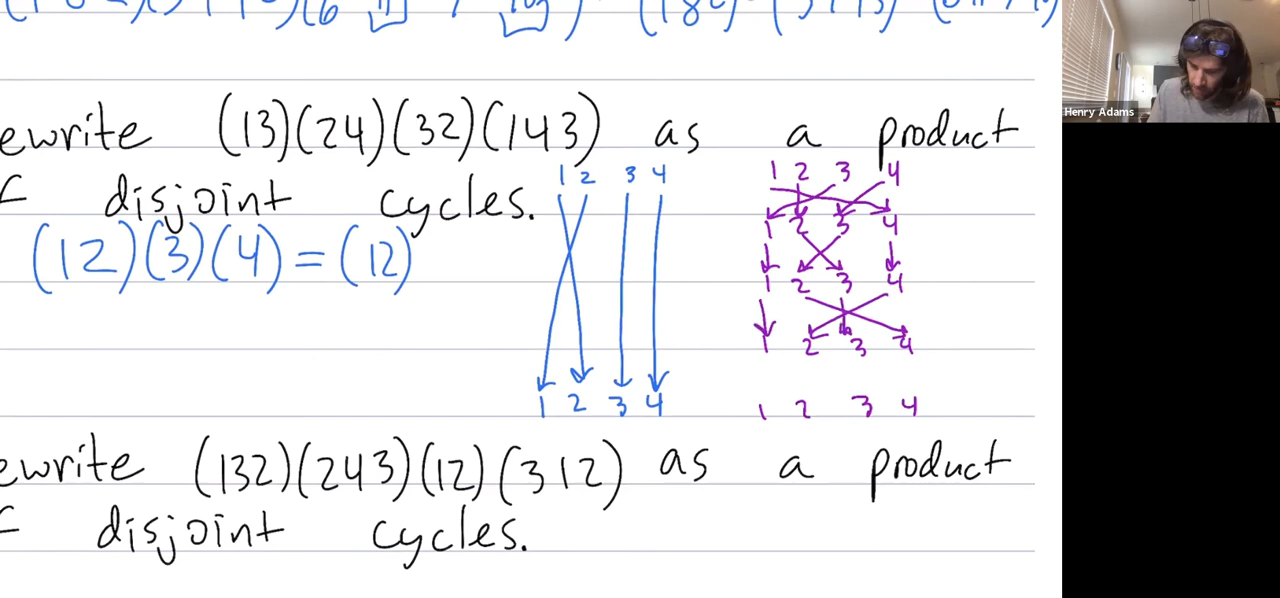 ewrite (13)(24)(32)(143) as a product
disjoint cycles.
(12)(3)(4) = (12)
1 2 3 4
1 2 3 4
1 2 3 4
1 2 3 4
1 2 3 4
1 2 3 4
1 2 3 4
ewrite (132)(243)(12)(312) as a product
disjoint cycles.
Henry Adams